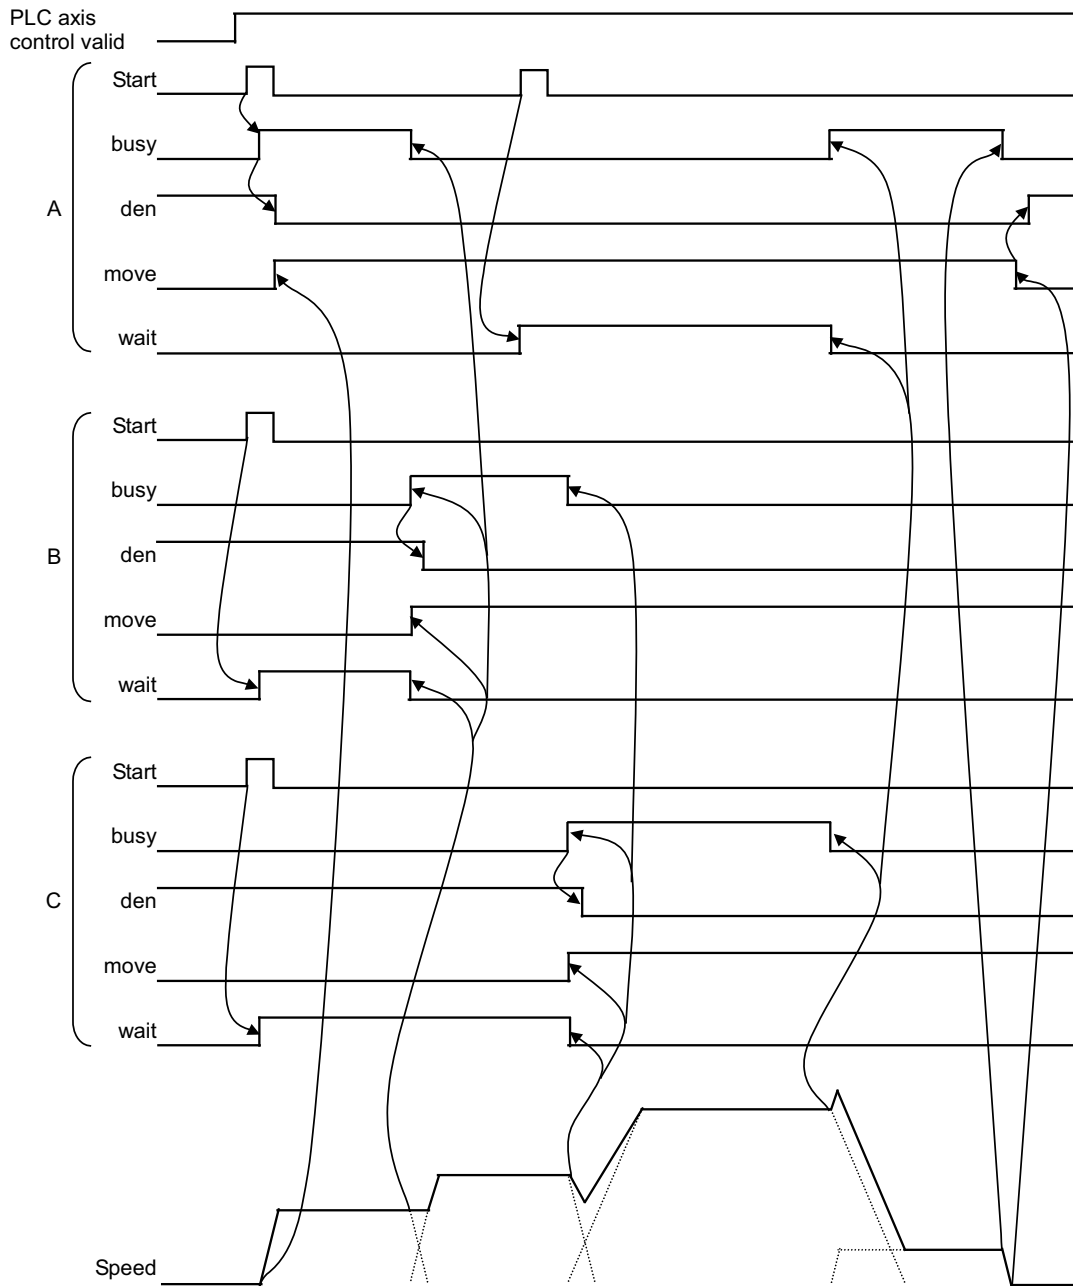 PLC axis
control valid
A
Start
busy
den
move
wait
B
Start
busy
den
move
wait
C
Start
busy
den
move
wait
Speed